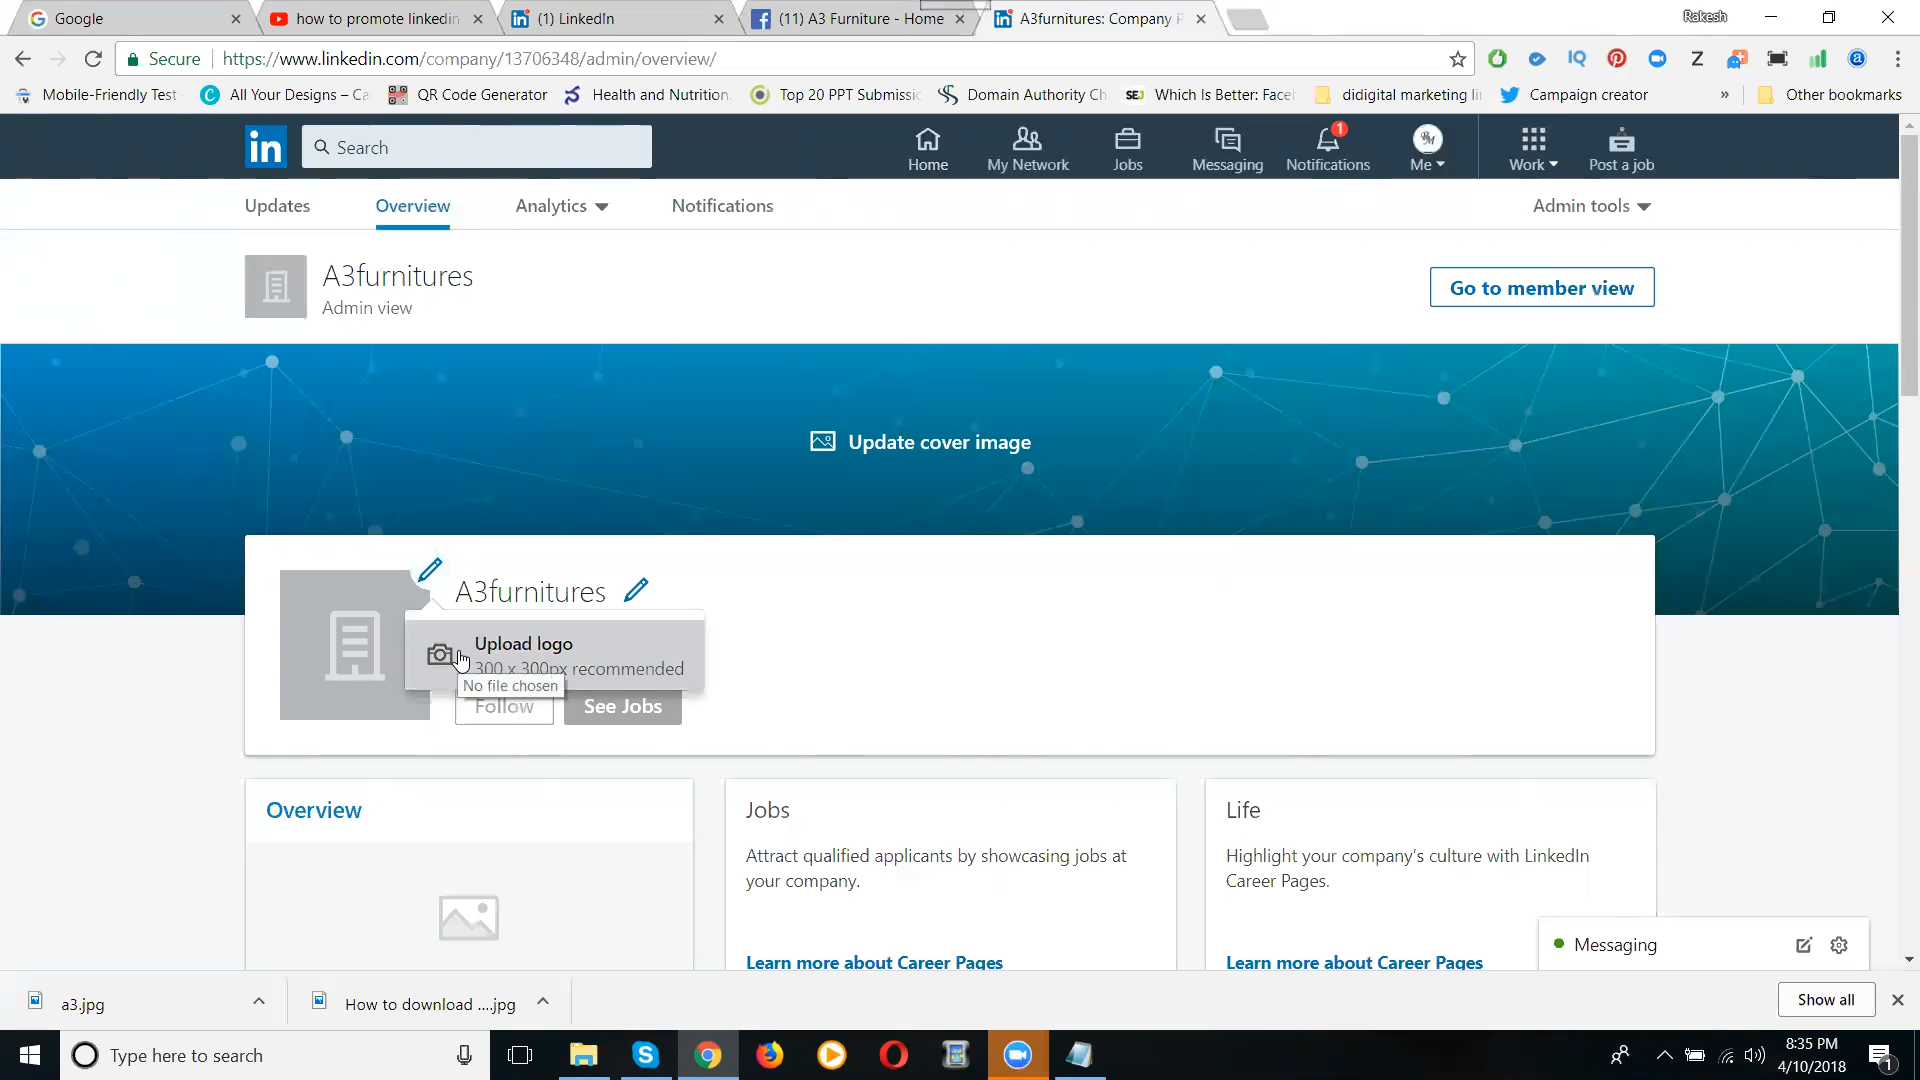 Google
how to promote linkedin
(1) LinkedIn
(11) A3 Furniture - Home
A3furnitures: Company
Rakesh
Secure
https://www.linkedin.com/company/13706348/admin/overview/
Mobile-Friendly Test
All Your Designs – Ca
QR Code Generator
Health and Nutrition
Top 20 PPT Submissi
Domain Authority Ch
SEJ
Which Is Better: Face
didigital marketing li
Campaign creator
»
Other bookmarks
in
Search
Home
My Network
Jobs
Messaging
1
Notifications
Me
Work
Post a job
Updates
Overview
Analytics
Notifications
Admin tools
A3furnitures
Admin view
Go to member view
Update cover image
A3furnitures
Upload logo
300 x 300px recommended
No file chosen
Follow
See Jobs
Overview
Jobs
Attract qualified applicants by showcasing jobs at
your company.
Learn more about Career Pages
Life
Highlight your company's culture with LinkedIn
Career Pages.
Learn more about Career Pages
Messaging
a3.jpg
How to download ....jpg
Show all
Type here to search
8:35 PM
4/10/2018
1